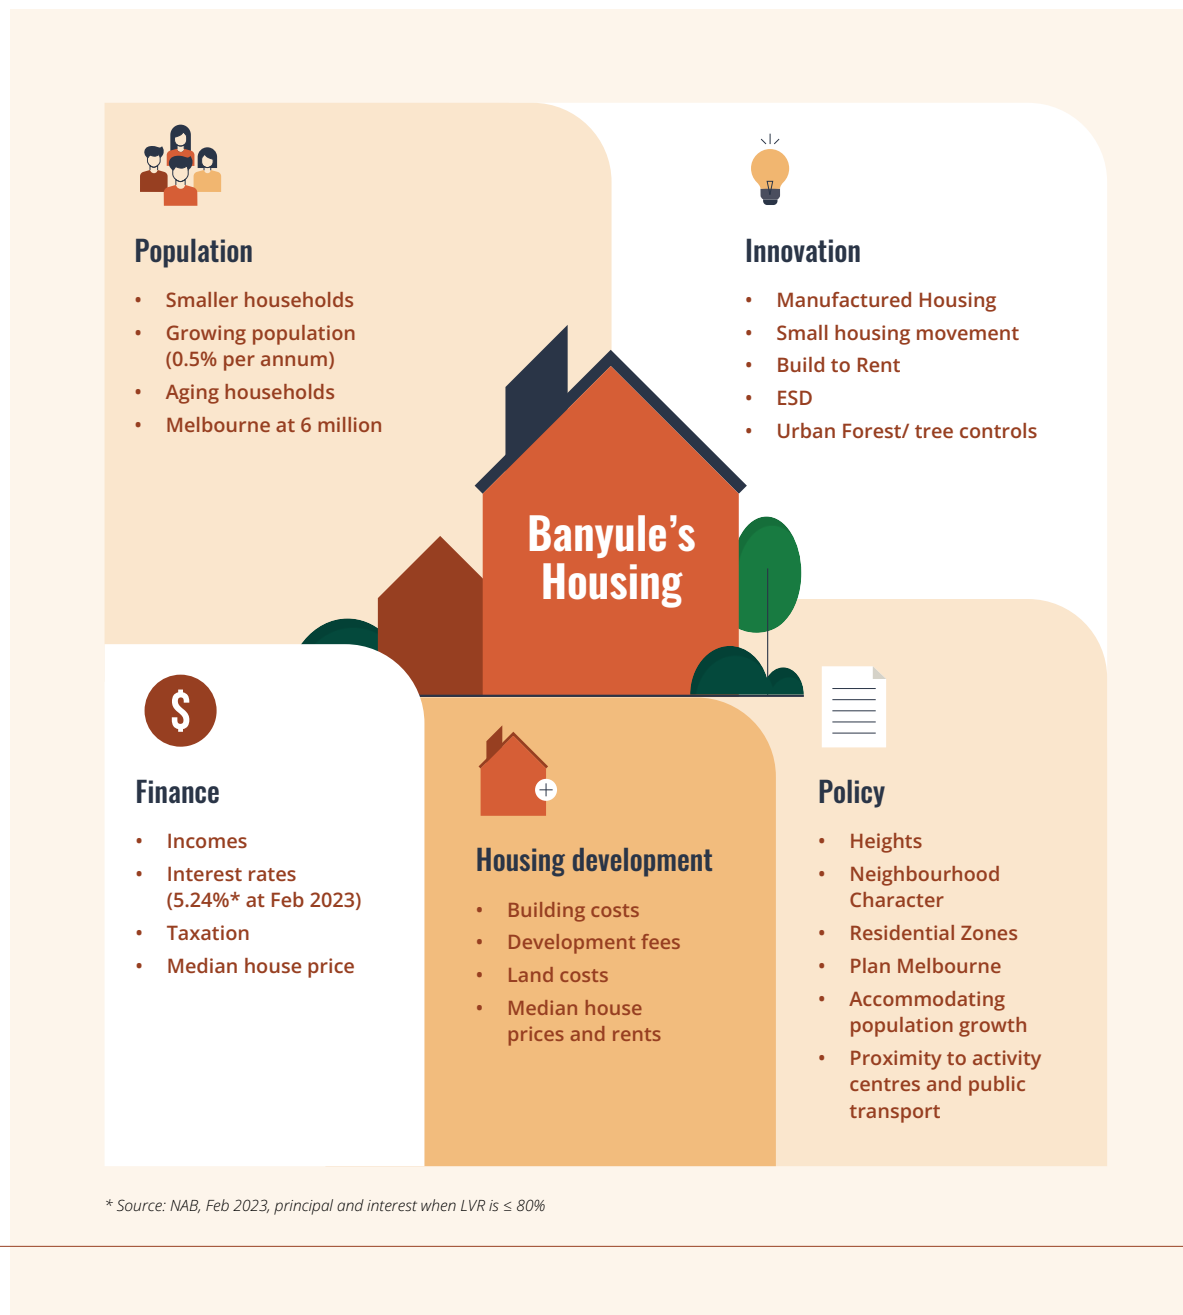 Population
• Smaller households
• Growing population
(0.5% per annum)
• Aging households
• Melbourne at 6 million
Innovation
• Manufactured Housing
• Small housing movement
• Build to Rent
• ESD
• Urban Forest/ tree controls
Banyule’s
Housing
$
Finance
• Incomes
• Interest rates
(5.24%* at Feb 2023)
• Taxation
• Median house price
Housing development
• Building costs
• Development fees
• Land costs
• Median house
prices and rents
Policy
• Heights
• Neighbourhood
Character
• Residential Zones
• Plan Melbourne
• Accommodating
population growth
• Proximity to activity
centres and public
transport
* Source: NAB, Feb 2023, principal and interest when LVR is ≤ 80%